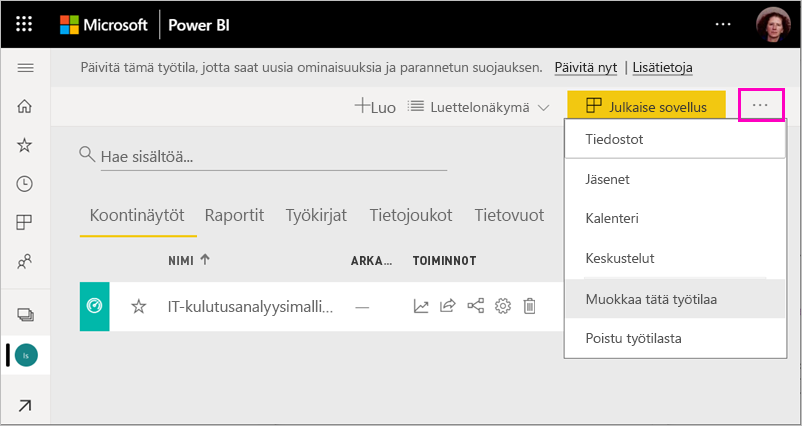 Microsoft Power BI ···
Päivitä tämä työtila, jotta saat uusia ominaisuuksia ja parannetun suojauksen. Päivitä nyt | Lisätietoja
+Luo Luettelonäkymä Julkaise sovellus ···
Hae sisältöä...
Koontinäytöt Raportit Työkirjat Tietojoukot Tietovuot
NIMI ↑ ARKA... TOIMINNOT
IT-kulutusanalyysimalli... —
Tiedostot
Jäsenet
Kalenteri
Keskustelut
Muokkaa tätä työtilaa
Poistu työtilasta
Is